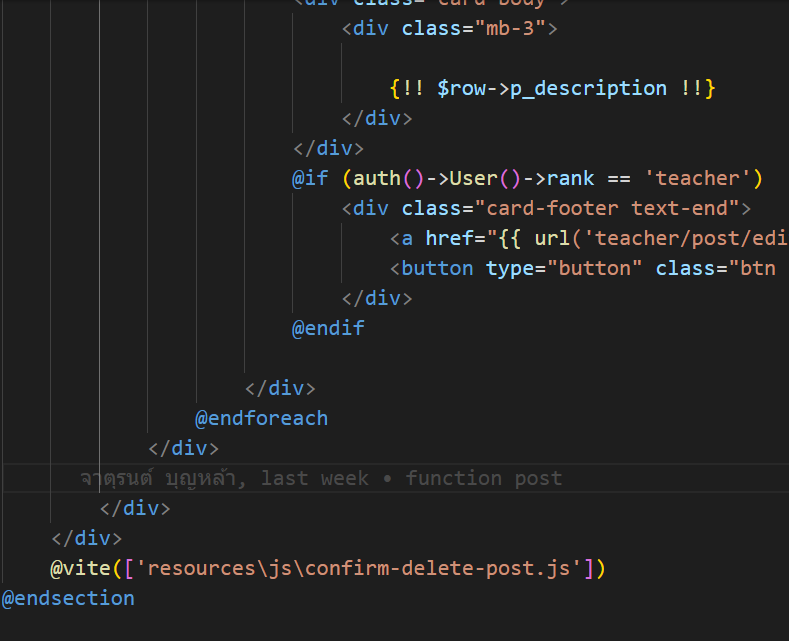 <div class="card-body">
<div class="mb-3">
{!! $row->p_description !!}
</div>
</div>
@if (auth()->User()->rank == 'teacher')
<div class="card-footer text-end">
<a href="{{ url('teacher/post/edi
<button type="button" class="btn
</div>
@endif
</div>
@endforeach
</div>
จาตุรนต์ บุญหล้า, last week • function post
</div>
</div>
@vite(['resources\js\confirm-delete-post.js'])
@endsection